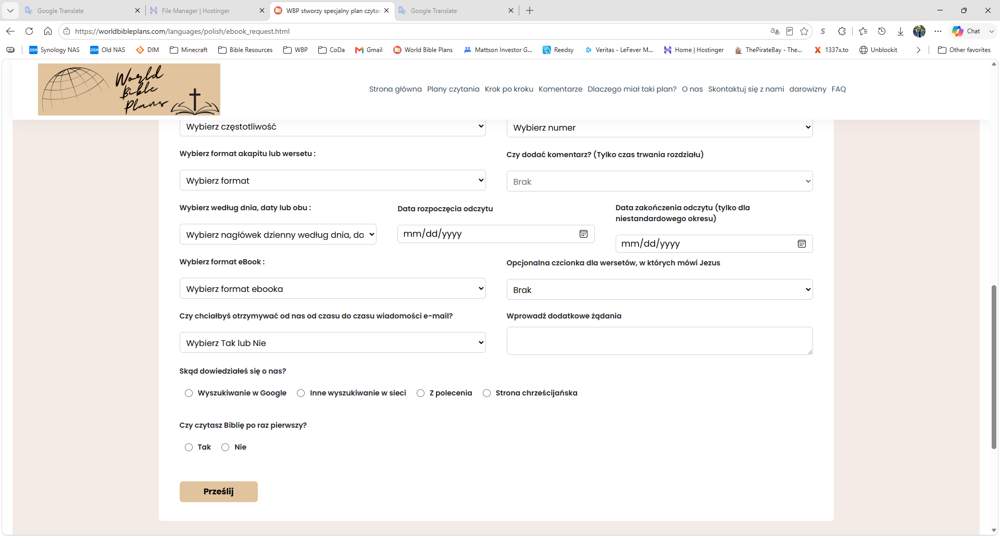 Google Translate
File Manager | Hostinger
WBP stworzy specjalny plan czytan
Google Translate
https://worldbibleplans.com/languages/polish/ebook_request.html
Chat
Synology NAS
Old NAS
DIM
Minecraft
Bible Resources
WBP
CoDa
Gmail
World Bible Plans
Mattson Investor G...
Reedsy
Veritas - LeFever M...
Home | Hostinger
ThePirateBay - The...
1337x.to
Unblockit
Other favorites
World
Bible
Plans
Strona główna Plany czytania Krok po kroku Komentarze Dlaczego miał taki plan? O nas Skontaktuj się z nami darowizny FAQ
Wybierz częstotliwość
Wybierz numer
Wybierz format akapitu lub wersetu :
Czy dodać komentarz? (Tylko czas trwania rozdziału)
Wybierz format
Brak
Wybierz według dnia, daty lub obu :
Data rozpoczęcia odczytu
Data zakończenia odczytu (tylko dla
niestandardowego okresu)
Wybierz nagłówek dzienny według dnia, da
mm/dd/yyyy
mm/dd/yyyy
Wybierz format eBook :
Opcjonalna czcionka dla wersetów, w których mówi Jezus
Wybierz format ebooka
Brak
Czy chciałbyś otrzymywać od nas od czasu do czasu wiadomości e-mail?
Wprowadź dodatkowe żądania
Wybierz Tak lub Nie
Skąd dowiedziałeś się o nas?
Wyszukiwanie w Google
Inne wyszukiwanie w sieci
Z polecenia
Strona chrześcijańska
Czy czytasz Biblię po raz pierwszy?
Tak
Nie
Prześlij